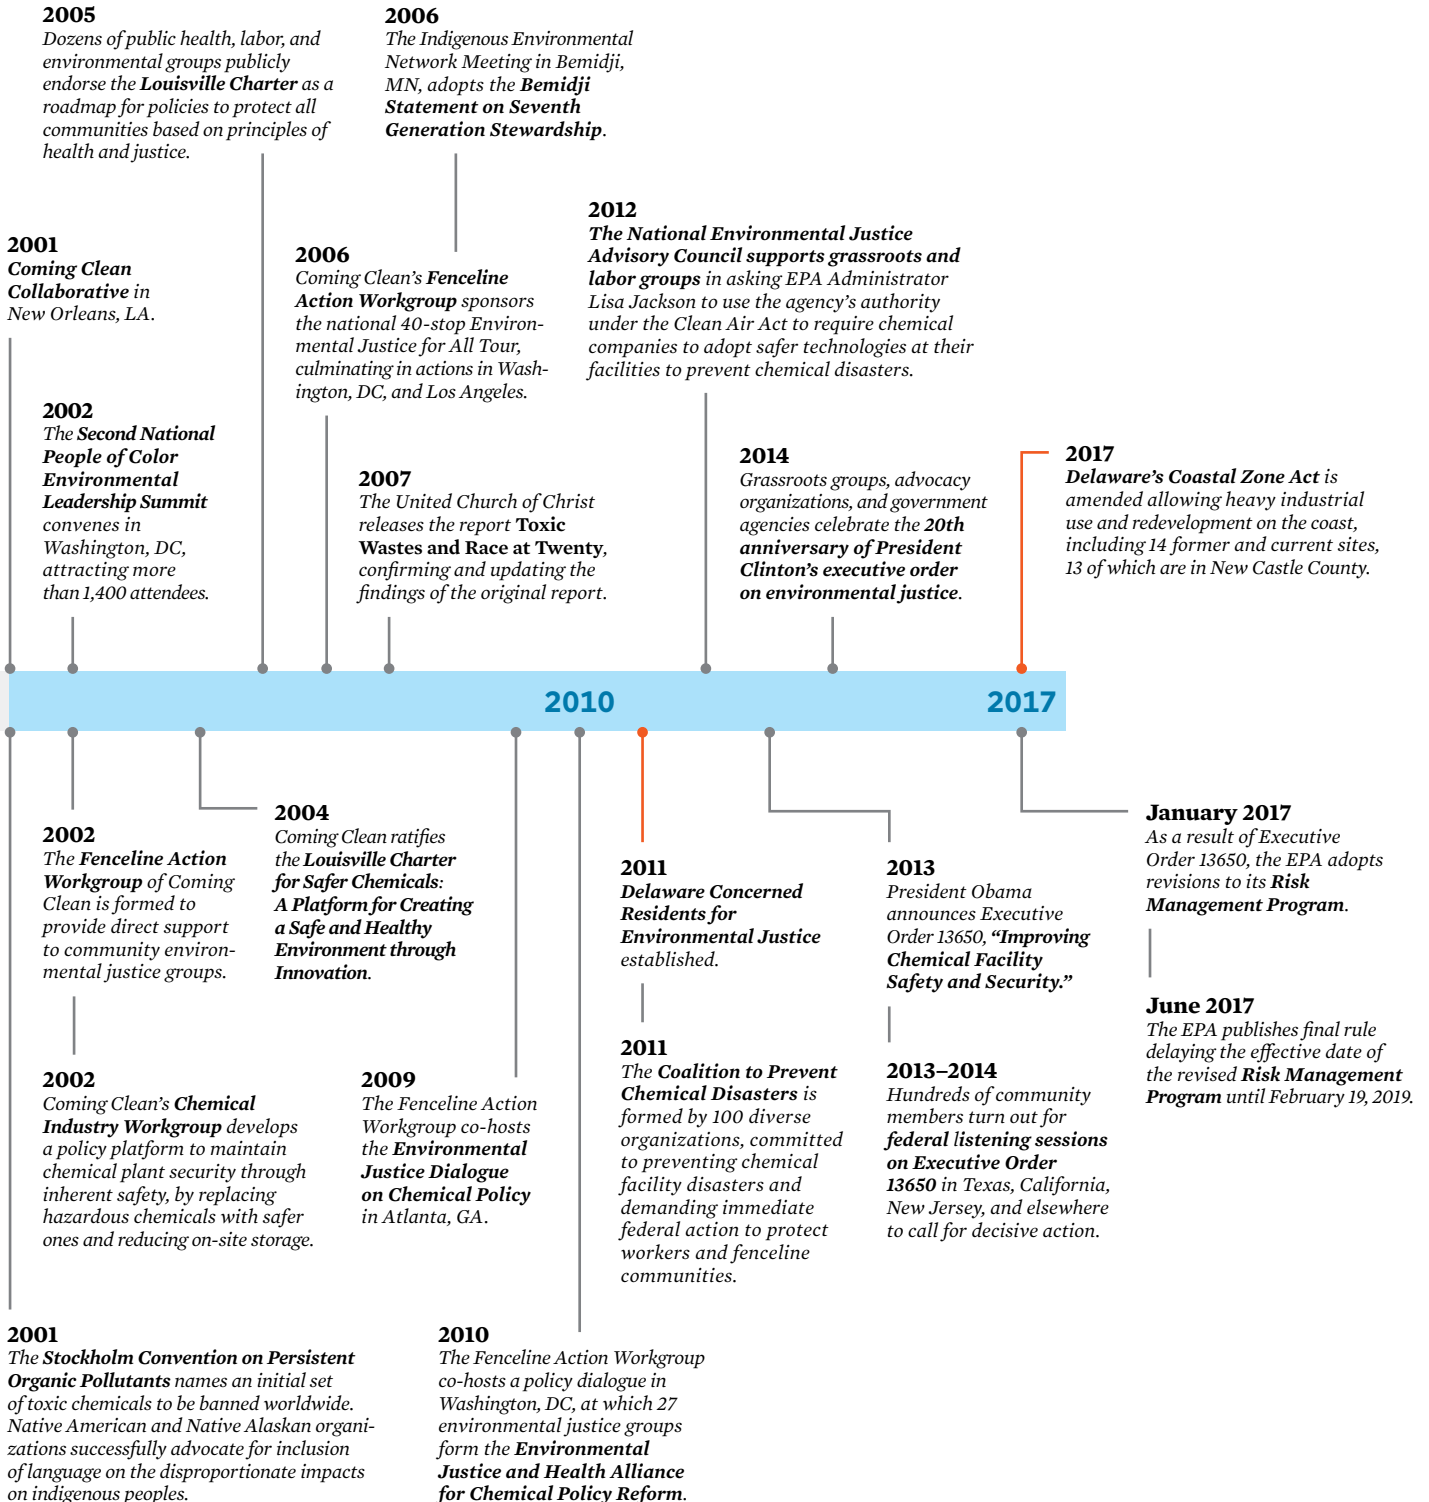 2005
Dozens of public health, labor, and
environmental groups publicly
endorse the Louisville Charter as a
roadmap for policies to protect all
communities based on principles of
health and justice.
2006
The Indigenous Environmental
Network Meeting in Bemidji,
MN, adopts the Bemidji
Statement on Seventh
Generation Stewardship.
2001
Coming Clean
Collaborative in
New Orleans, LA.
2006
Coming Clean's Fenceline
Action Workgroup sponsors
the national 40-stop Environ-
mental Justice for All Tour,
culminating in actions in Wash-
ington, DC, and Los Angeles.
2012
The National Environmental Justice
Advisory Council supports grassroots and
labor groups in asking EPA Administrator
Lisa Jackson to use the agency's authority
under the Clean Air Act to require chemical
companies to adopt safer technologies at their
facilities to prevent chemical disasters.
2002
The Second National
People of Color
Environmental
Leadership Summit
convenes in
Washington, DC,
attracting more
than 1,400 attendees.
2007
The United Church of Christ
releases the report Toxic
Wastes and Race at Twenty,
confirming and updating the
findings of the original report.
2014
Grassroots groups, advocacy
organizations, and government
agencies celebrate the 20th
anniversary of President
Clinton's executive order
on environmental justice.
2017
Delaware's Coastal Zone Act is
amended allowing heavy industrial
use and redevelopment on the coast,
including 14 former and current sites,
13 of which are in New Castle County.
2010
2017
2002
The Fenceline Action
Workgroup of Coming
Clean is formed to
provide direct support
to community environ-
mental justice groups.
2004
Coming Clean ratifies
the Louisville Charter
for Safer Chemicals:
A Platform for Creating
a Safe and Healthy
Environment through
Innovation.
2011
Delaware Concerned
Residents for
Environmental Justice
established.
2013
President Obama
announces Executive
Order 13650, “Improving
Chemical Facility
Safety and Security.”
January 2017
As a result of Executive
Order 13650, the EPA adopts
revisions to its Risk
Management Program.
June 2017
The EPA publishes final rule
delaying the effective date of
the revised Risk Management
Program until February 19, 2019.
2002
Coming Clean's Chemical
Industry Workgroup develops
a policy platform to maintain
chemical plant security through
inherent safety, by replacing
hazardous chemicals with safer
ones and reducing on-site storage.
2009
The Fenceline Action
Workgroup co-hosts
the Environmental
Justice Dialogue
on Chemical Policy
in Atlanta, GA.
2011
The Coalition to Prevent
Chemical Disasters is
formed by 100 diverse
organizations, committed
to preventing chemical
facility disasters and
demanding immediate
federal action to protect
workers and fenceline
communities.
2013–2014
Hundreds of community
members turn out for
federal listening sessions
on Executive Order
13650 in Texas, California,
New Jersey, and elsewhere
to call for decisive action.
2001
The Stockholm Convention on Persistent
Organic Pollutants names an initial set
of toxic chemicals to be banned worldwide.
Native American and Native Alaskan organi-
zations successfully advocate for inclusion
of language on the disproportionate impacts
on indigenous peoples.
2010
The Fenceline Action Workgroup
co-hosts a policy dialogue in
Washington, DC, at which 27
environmental justice groups
form the Environmental
Justice and Health Alliance
for Chemical Policy Reform.